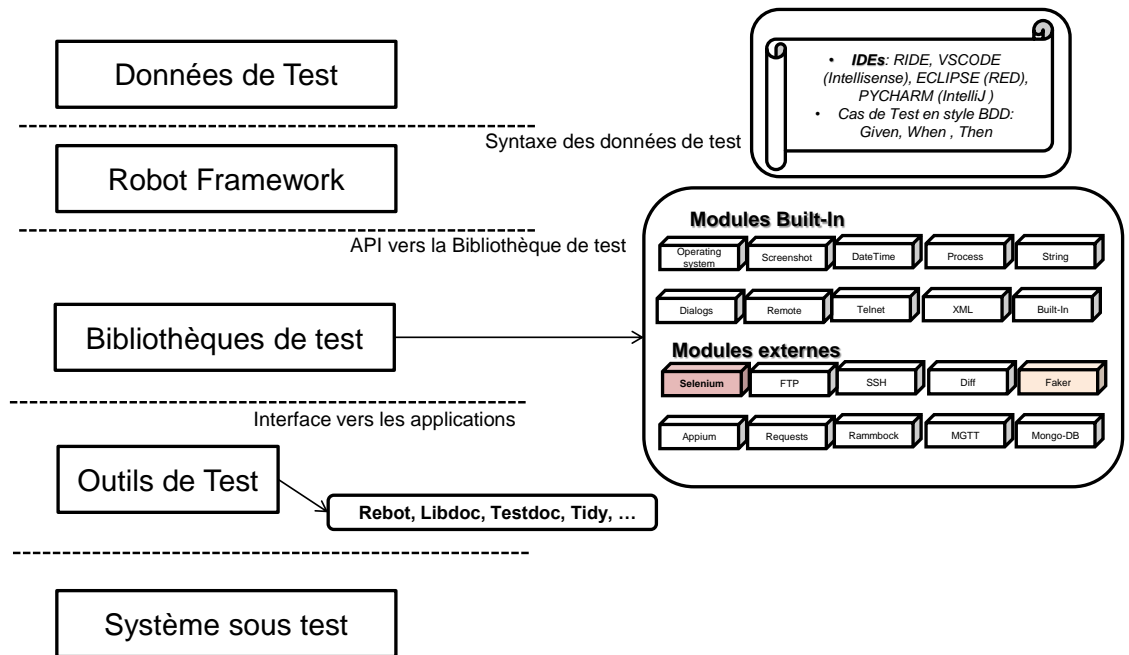 Données de Test
• IDEs: RIDE, VSCODE
(Intellisense), ECLIPSE (RED),
PYCHARM (IntelliJ )
• Cas de Test en style BDD:
Given, When , Then
Syntaxe des données de test
Robot Framework
API vers la Bibliothèque de test
Bibliothèques de test
Modules Built-In
Operating
system
Screenshot
DateTime
Process
String
Dialogs
Remote
Telnet
XML
Built-In
Modules externes
Selenium
FTP
SSH
Diff
Faker
Appium
Requests
Rammbock
MGTT
Mongo-DB
Interface vers les applications
Outils de Test
Rebot, Libdoc, Testdoc, Tidy, …
Système sous test